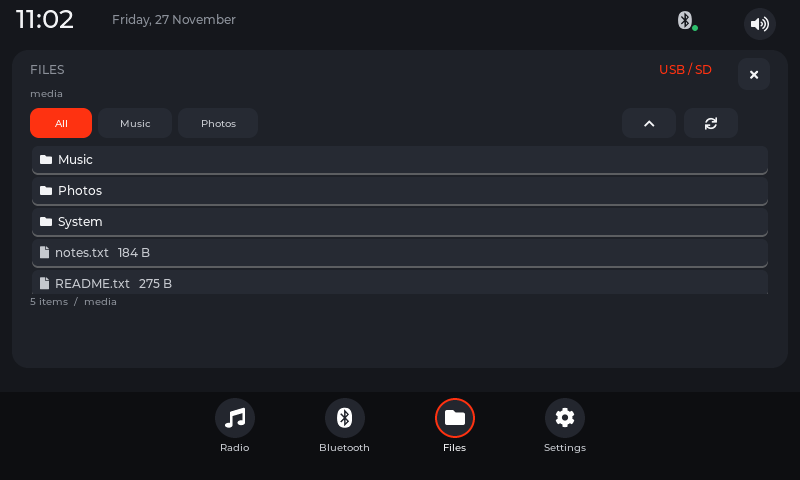 11:02
Friday, 27 November
FILES
USB / SD
media
All
Music
Photos
Music
Photos
System
notes.txt 184 B
README.txt 275 B
5 items / media
Radio
Bluetooth
Files
Settings